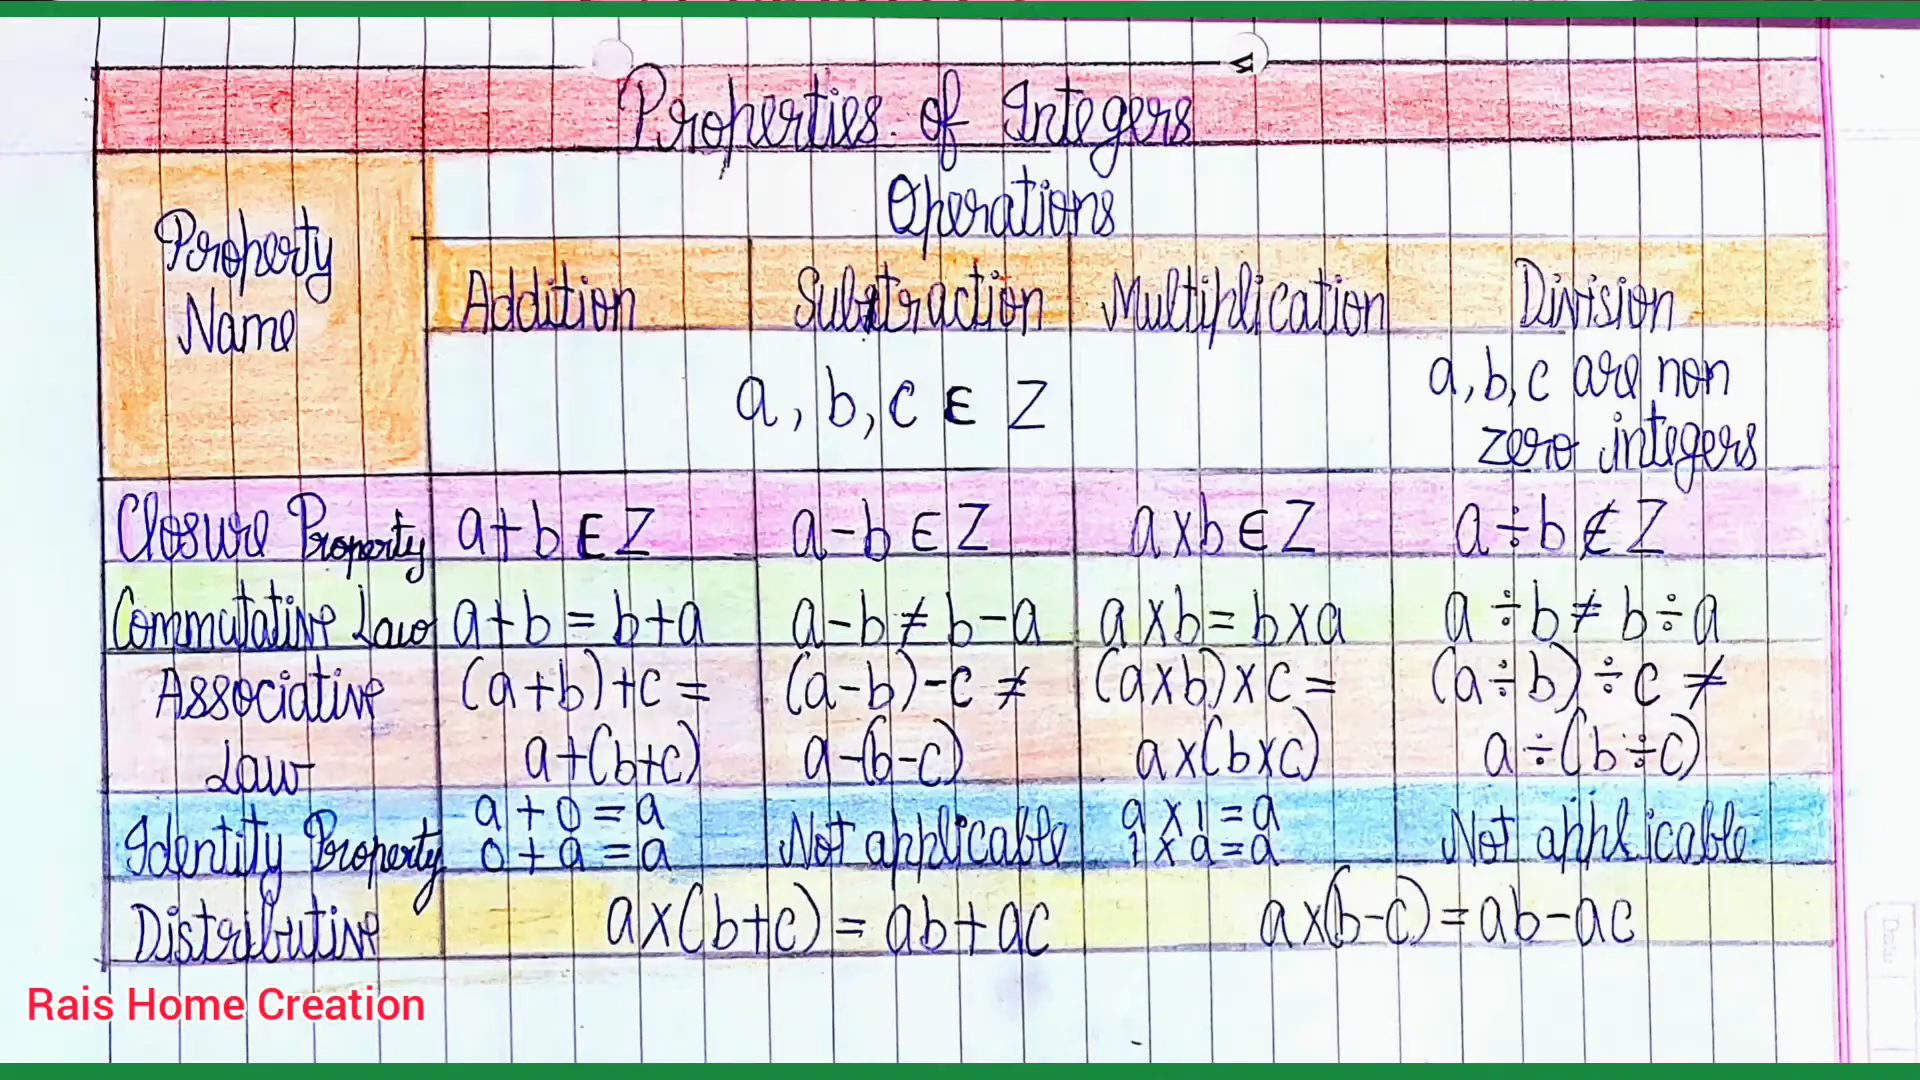 Properties of Integers
Property
Name
Operations
Addition Subtraction Multiplication Division
a, b, c ∈ Z
a, b, c are non
zero integers
Closure Property a+b ∈ Z a-b ∈ Z a×b ∈ Z a÷b ∉ Z
Commutative Law a+b = b+a a-b ≠ b-a a×b = b×a a÷b ≠ b÷a
Associative (a+b)+c = (a-b)-c ≠ (a×b)×c = (a÷b)÷c ≠
Law a+(b+c) a-(b-c) a×(b×c) a÷(b÷c)
Identity Property a+0=a Not applicable a×1=a Not applicable
0+a=a 1×a=a
Distributive a×(b+c) = ab+ac a×(b-c) = ab-ac
Rais Home Creation